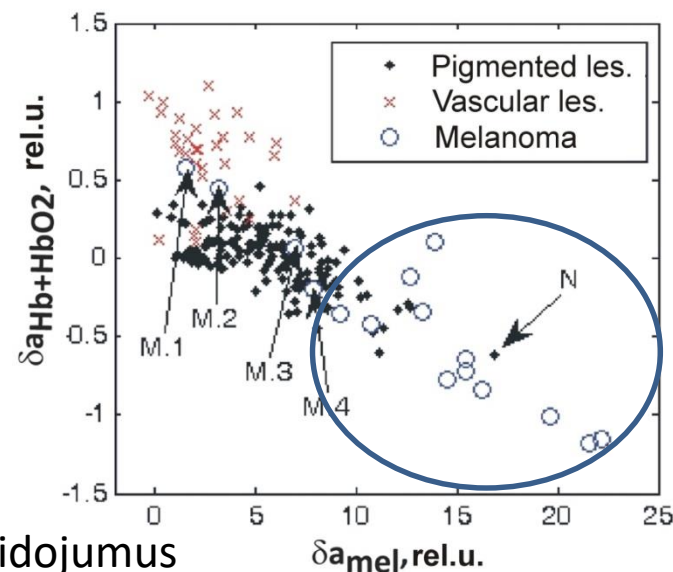 1.5
1
0.5
0
-0.5
-1
-1.5
δaHb+HbO2, rel.u.
Pigmented les.
Vascular les.
Melanoma
M.1
M.2
M.3
M.4
N
0 5 10 15 20 25
δamel, rel.u.
idojumus